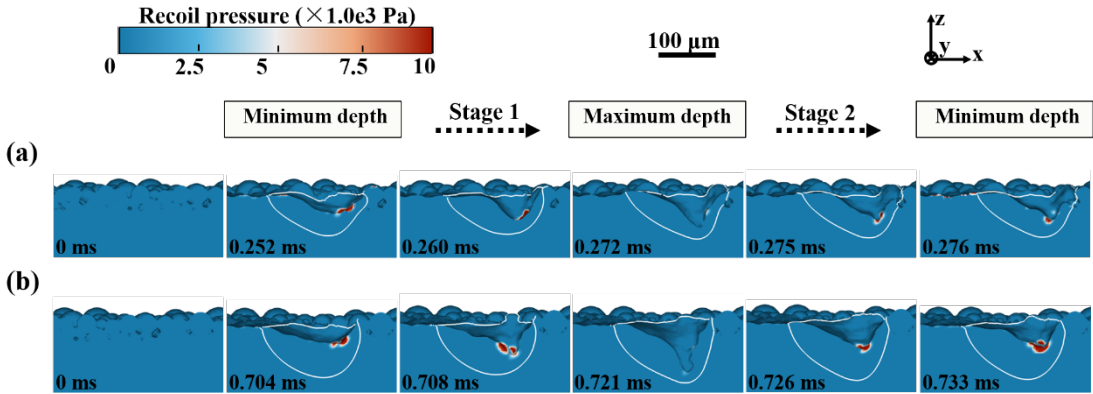 Recoil pressure (×1.0e3 Pa)
0 2.5 5 7.5 10
100 μm
z
y
x
Minimum depth
Stage 1
Maximum depth
Stage 2
Minimum depth
(a)
0 ms
0.252 ms
0.260 ms
0.272 ms
0.275 ms
0.276 ms
(b)
0 ms
0.704 ms
0.708 ms
0.721 ms
0.726 ms
0.733 ms